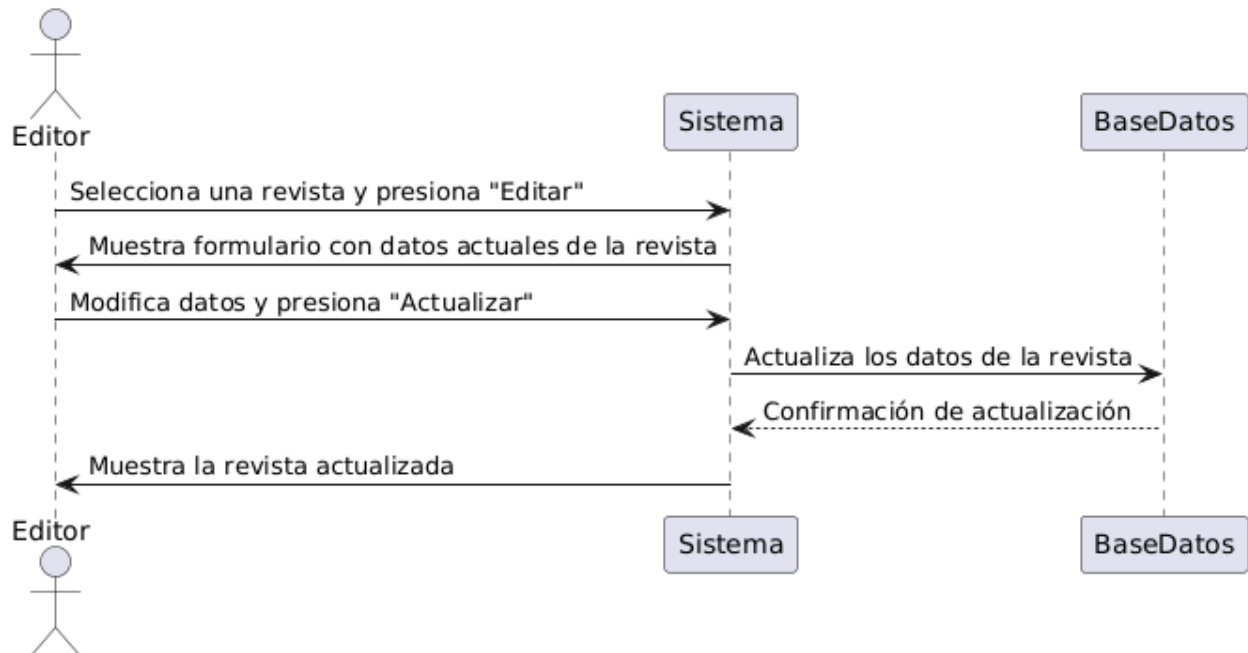 Editor
Sistema
BaseDatos
Selecciona una revista y presiona "Editar"
Muestra formulario con datos actuales de la revista
Modifica datos y presiona "Actualizar"
Actualiza los datos de la revista
Confirmación de actualización
Muestra la revista actualizada
Editor
Sistema
BaseDatos